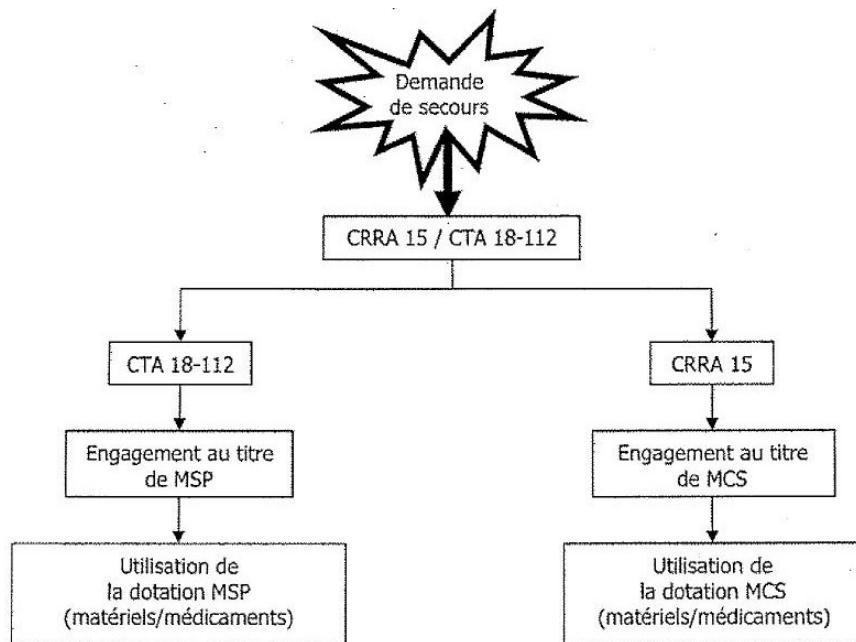 Demande
de secours
CRRA 15 / CTA 18-112
CTA 18-112
CRRA 15
Engagement au titre
de MSP
Engagement au titre
de MCS
Utilisation de
la dotation MSP
(matériels/médicaments)
Utilisation de
la dotation MCS
(matériels/médicaments)